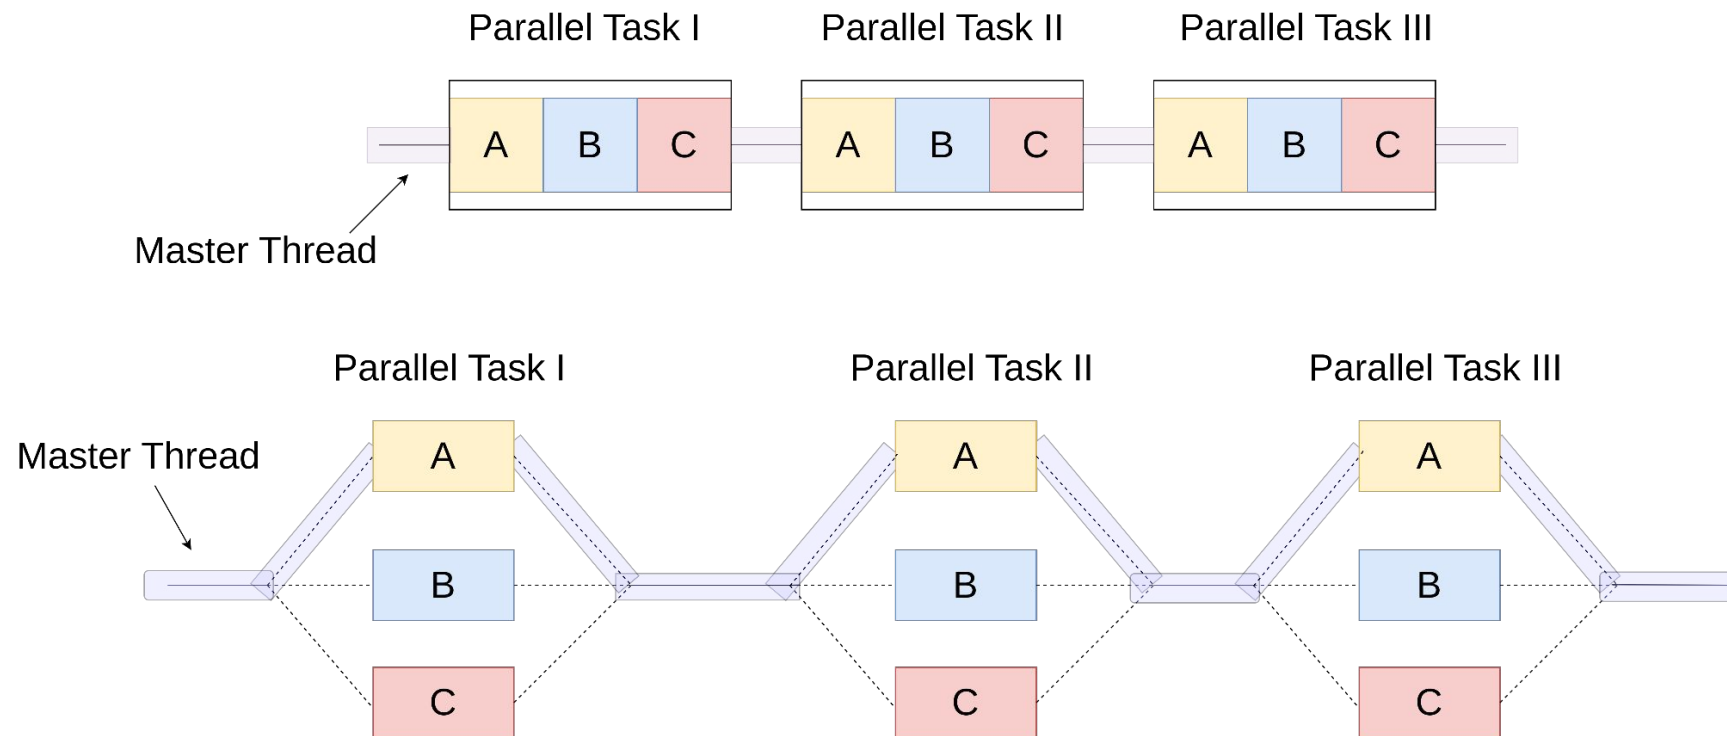 Parallel Task I
Parallel Task II
Parallel Task III
A B C
A B C
A B C
Master Thread
Parallel Task I
Parallel Task II
Parallel Task III
Master Thread
A
A
A
B
B
B
C
C
C